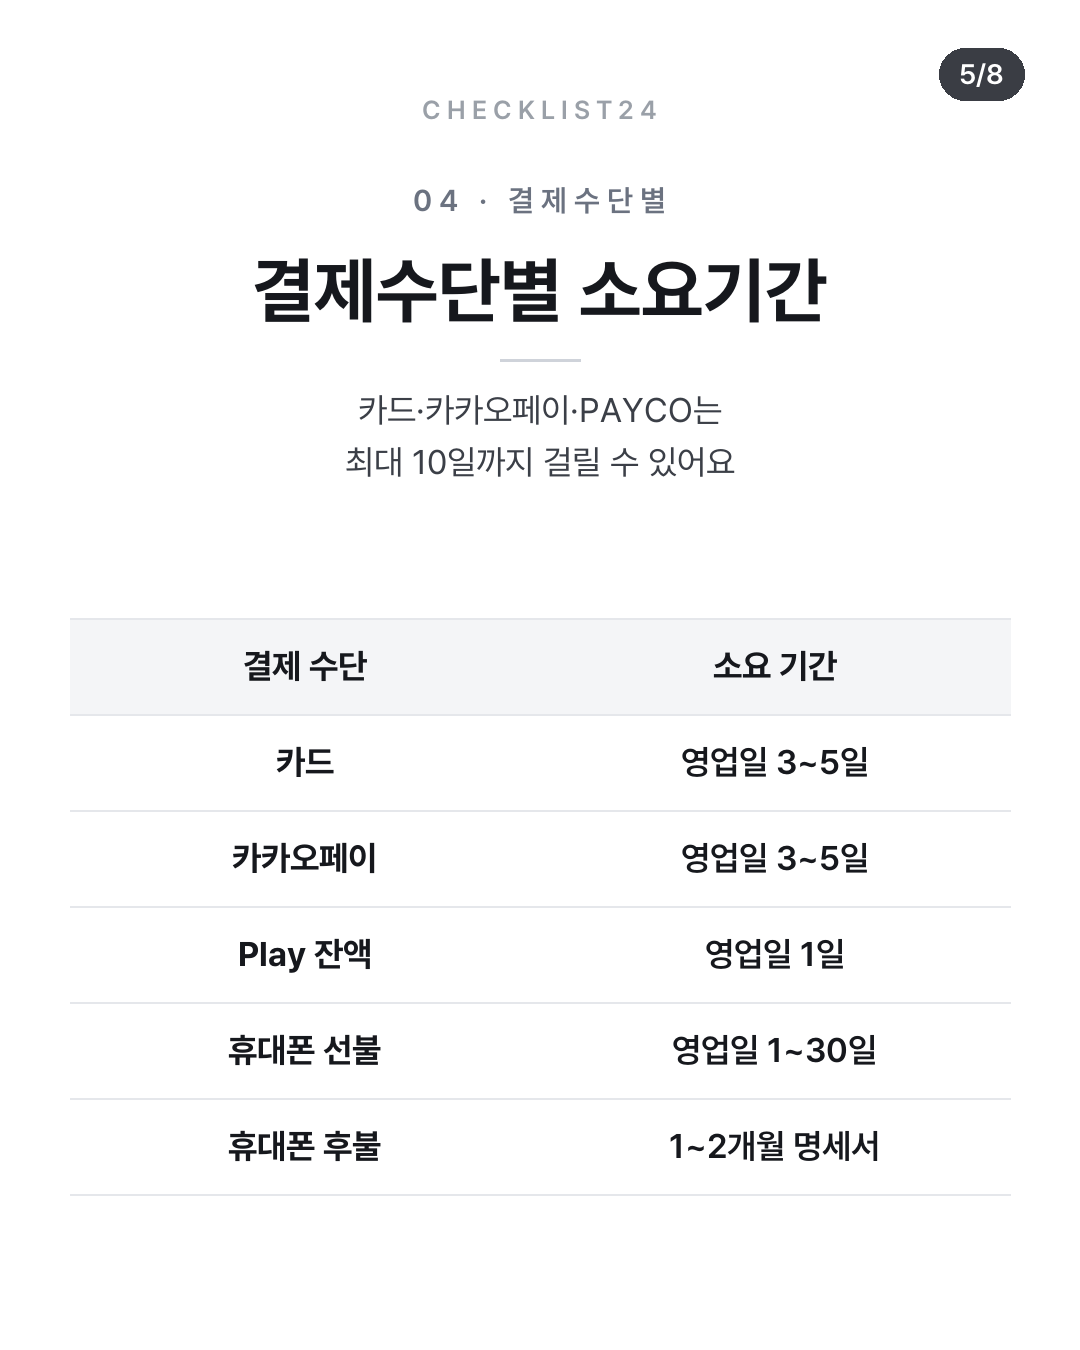 5/8
CHECKLIST24
04 · 결제수단별
결제수단별 소요기간
카드·카카오페이·PAYCO는
최대 10일까지 걸릴 수 있어요
결제 수단 소요 기간
카드 영업일 3~5일
카카오페이 영업일 3~5일
Play 잔액 영업일 1일
휴대폰 선불 영업일 1~30일
휴대폰 후불 1~2개월 명세서